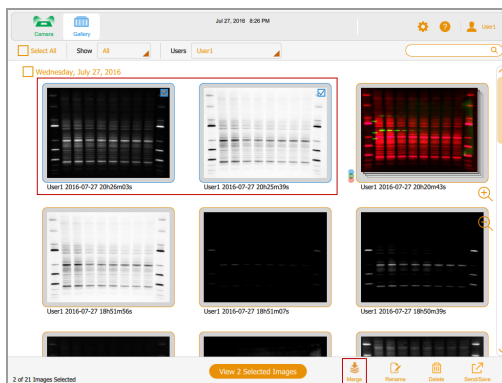 Jul 27, 2016 8:26 PM
Camera
Gallery
User1
Select All
Show
All
Users
User1
Wednesday, July 27, 2016
User1 2016-07-27 20h26m03s
User1 2016-07-27 20h25m39s
User1 2016-07-27 20h20m43s
User1 2016-07-27 18h51m56s
User1 2016-07-27 18h51m07s
User1 2016-07-27 18h50m39s
2 of 21 Images Selected
View 2 Selected Images
Merge
Rename
Delete
Send/Save